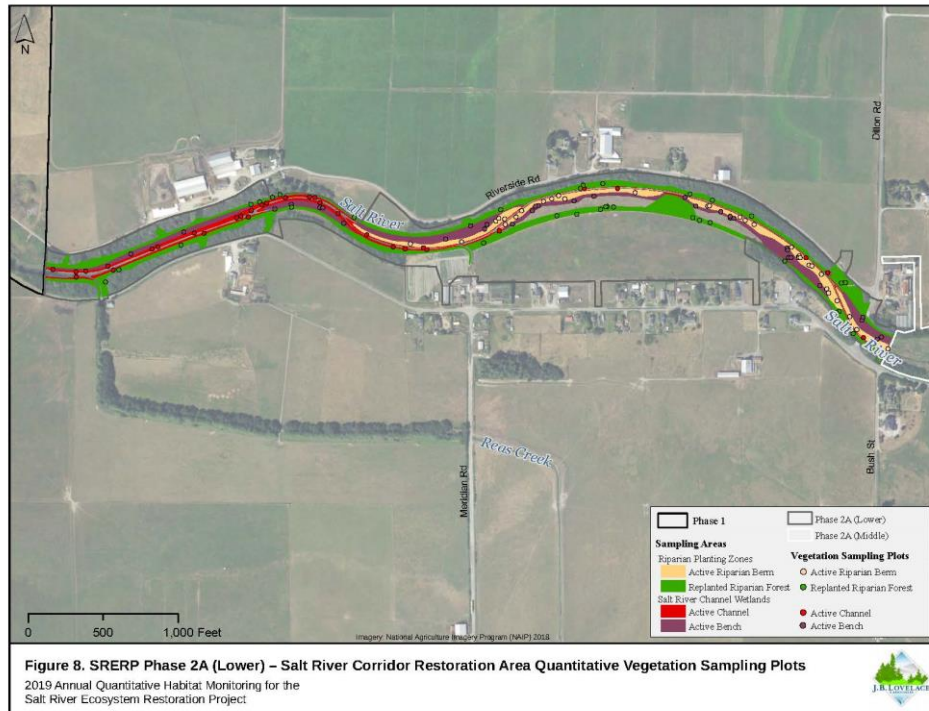 N
Dillon Rd
Riverside Rd
Salt River
Salt River
Reas Creek
Meridian Rd
Bush St
Phase 1
Phase 2A (Lower)
Phase 2A (Middle)
Sampling Areas
Riparian Planting Zones
Active Riparian Berm
Replanted Riparian Forest
Salt River Channel Wetlands
Active Channel
Active Bench
Vegetation Sampling Plots
Active Riparian Berm
Replanted Riparian Forest
Active Channel
Active Bench
0 500 1,000 Feet
Imagery: National Agriculture Imagery Program (NAIP) 2018
Figure 8. SRERP Phase 2A (Lower) – Salt River Corridor Restoration Area Quantitative Vegetation Sampling Plots
2019 Annual Quantitative Habitat Monitoring for the
Salt River Ecosystem Restoration Project
J.B. LOVELACE